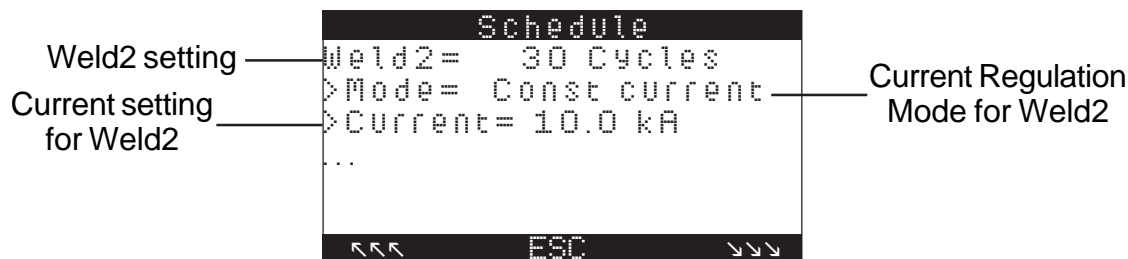 Schedule
Weld2 setting
Weld2= 30 Cycles
>Mode= Const current
Current Regulation
Mode for Weld2
Current setting
for Weld2
>Current= 10.0 kA
...
↖↖↖ ESC ↘↘↘